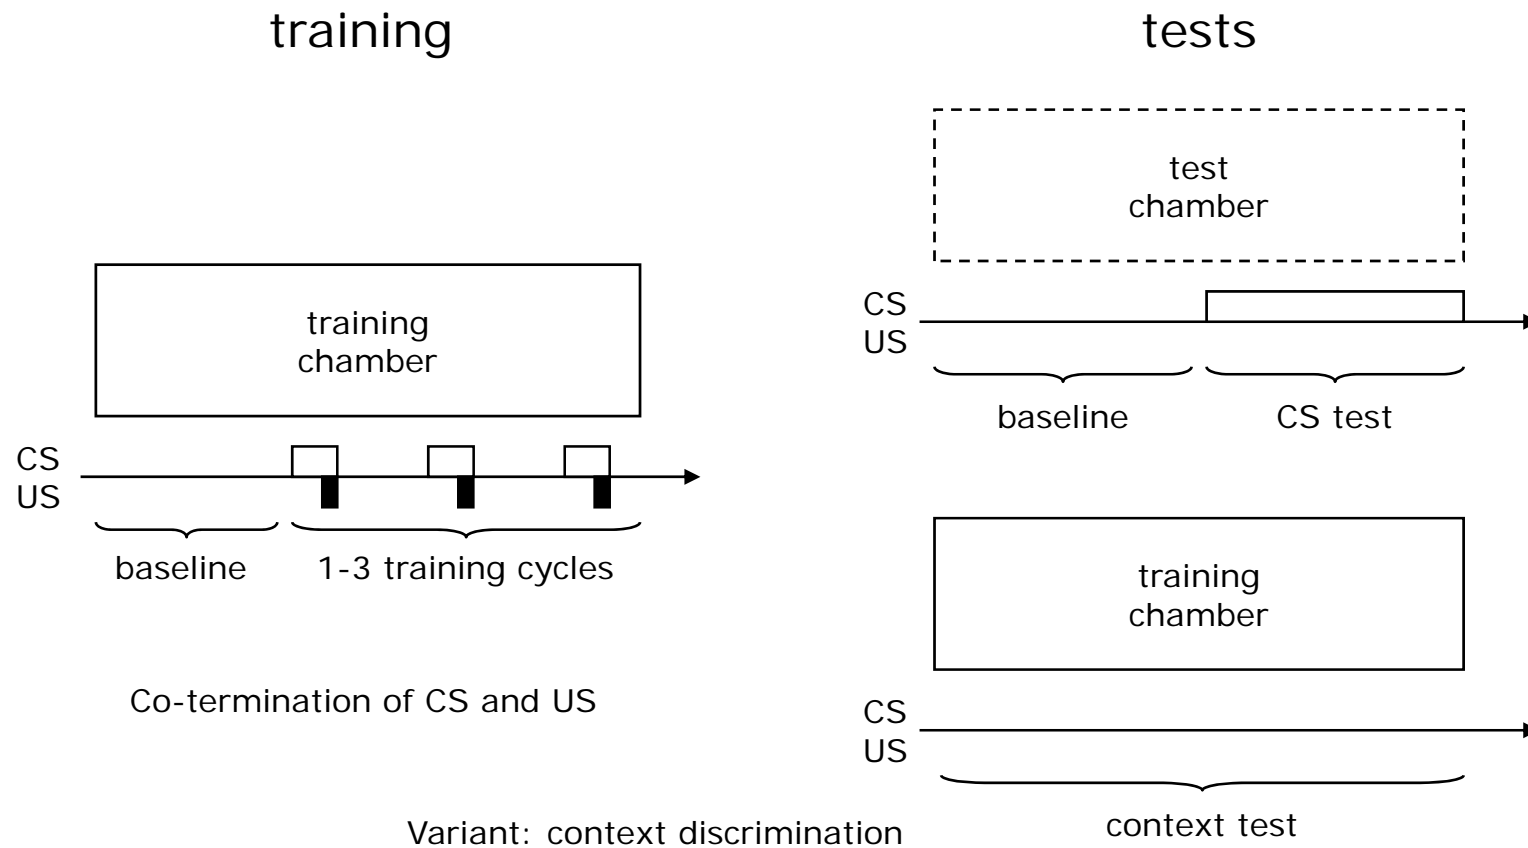 training
training
chamber
CS
US
baseline
1-3 training cycles
Co-termination of CS and US
tests
test
chamber
CS
US
baseline
CS test
training
chamber
CS
US
context test
Variant: context discrimination